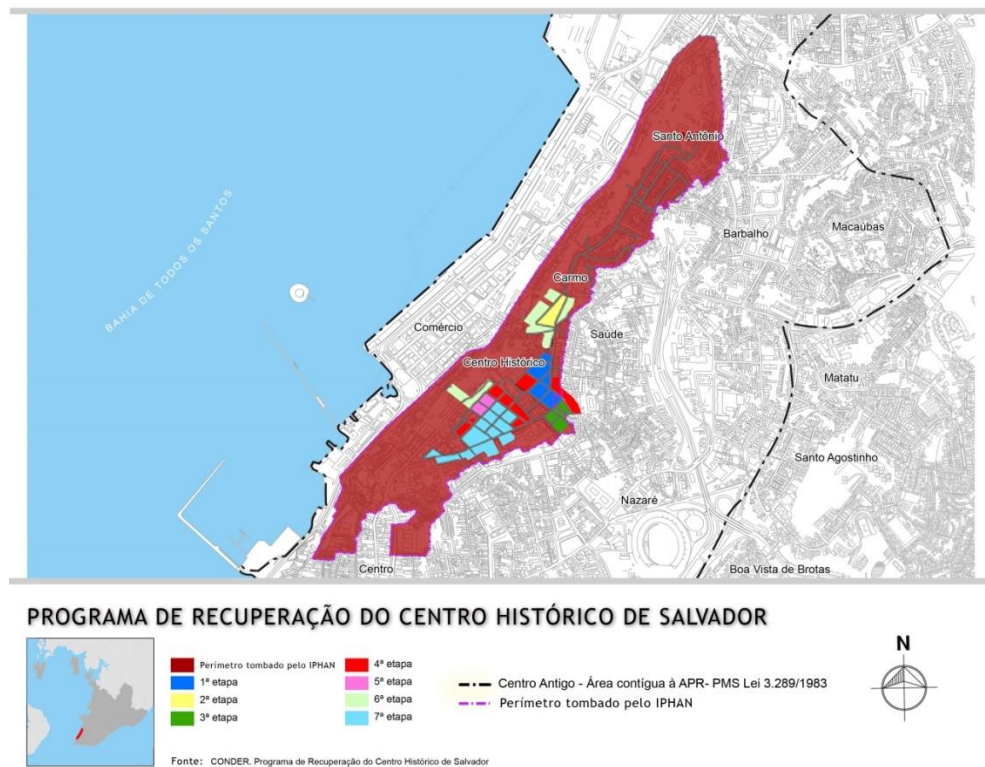 Santo Antônio
Barbalho
Macaúbas
BAHIA DE TODOS OS SANTOS
Carmo
Comércio
Saúde
Centro Histórico
Matatu
Santo Agostinho
Nazaré
Centro
Boa Vista de Brotas
PROGRAMA DE RECUPERAÇÃO DO CENTRO HISTÓRICO DE SALVADOR
Perímetro tombado pelo IPHAN
1ª etapa
2ª etapa
3ª etapa
4ª etapa
5ª etapa
6ª etapa
7ª etapa
Centro Antigo - Área contígua à APR- PMS Lei 3.289/1983
Perímetro tombado pelo IPHAN
N
Fonte: CONDER. Programa de Recuperação do Centro Histórico de Salvador